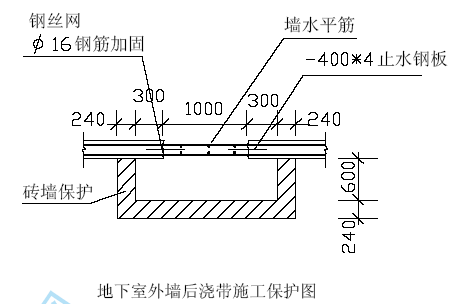 钢丝网
ϕ 16钢筋加固
墙水平筋
-400*4止水钢板
240
300
1000
300
240
砖墙保护
600
240
地下室外墙后浇带施工保护图